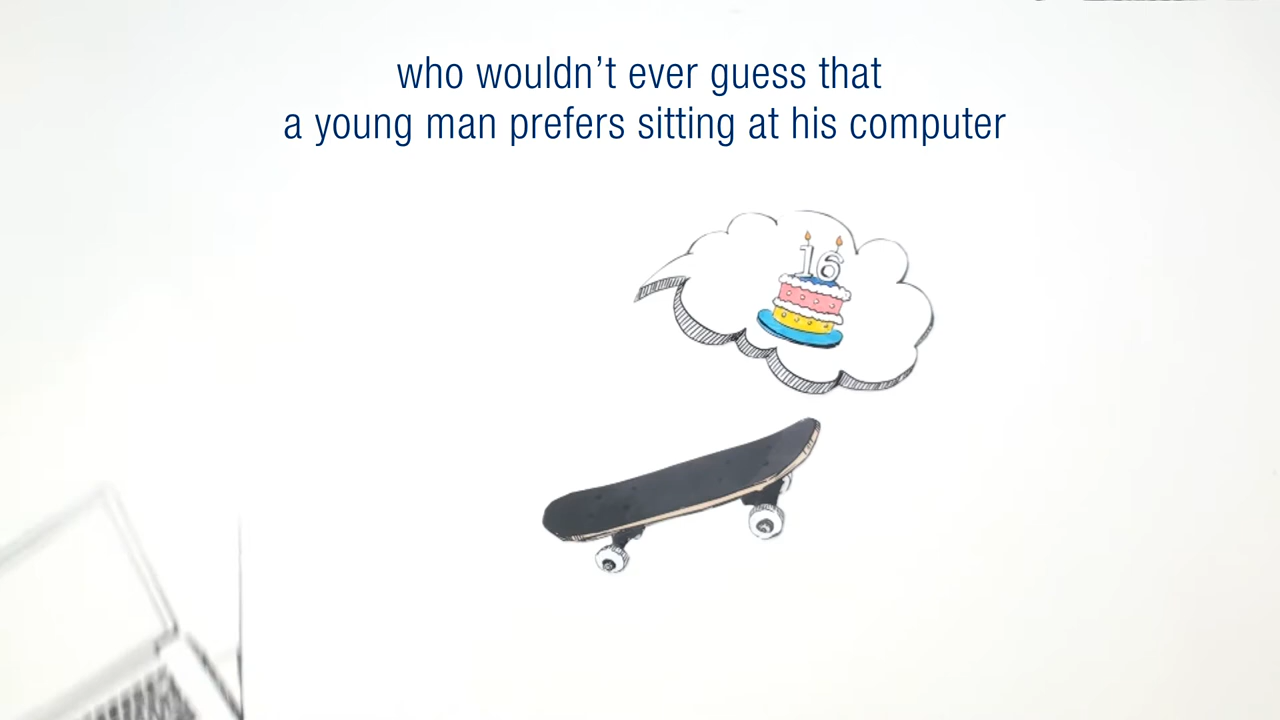 who wouldn’t ever guess that
a young man prefers sitting at his computer
16